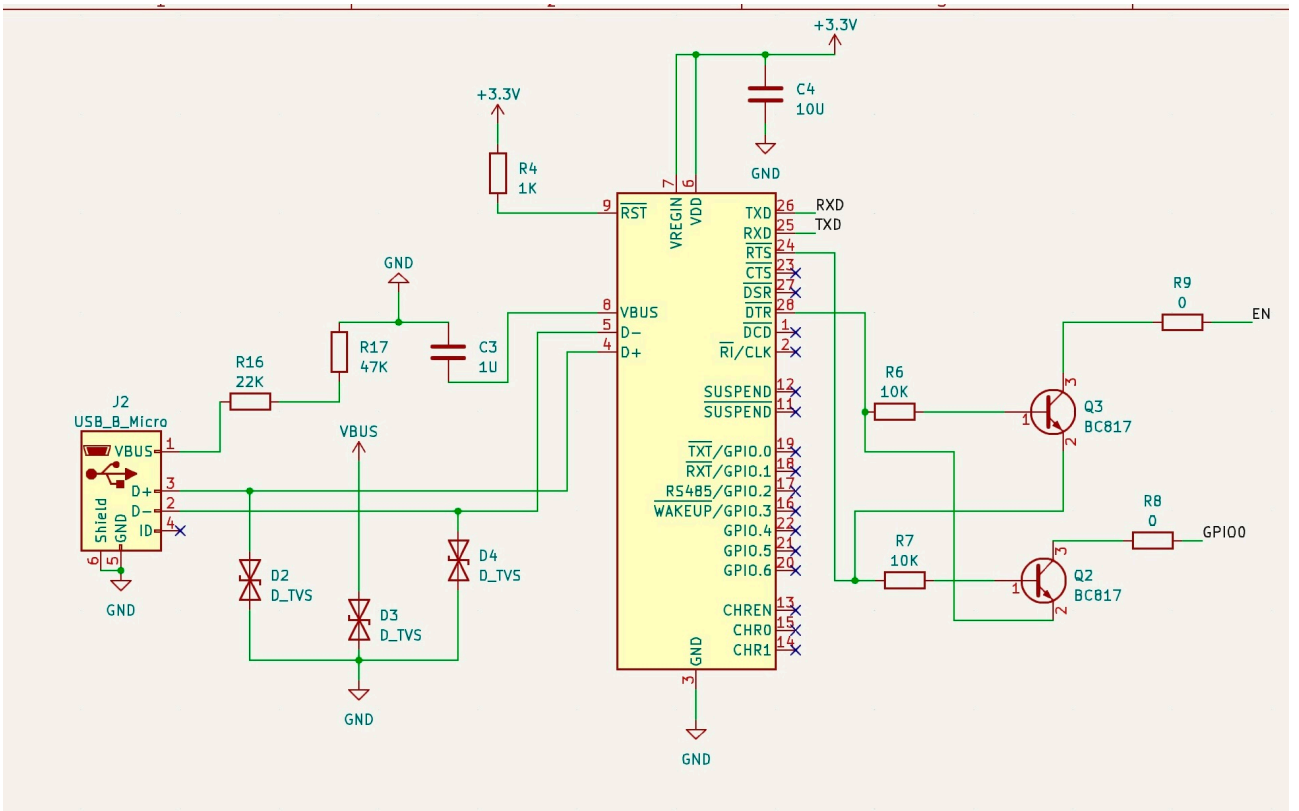 +3.3V
C4
10U
+3.3V
R4
1K
GND
7
6
9
RST
VREGIN
VDD
TXD
26
RXD
RXD
25
TXD
RTS
24
CTS
23
DSR
27
DTR
28
DCD
1
RI/CLK
2
SUSPEND
12
SUSPEND
11
TXT/GPIO.0
19
RXT/GPIO.1
18
RS485/GPIO.2
17
WAKEUP/GPIO.3
16
GPIO.4
22
GPIO.5
21
GPIO.6
20
CHREN
13
CHR0
15
CHR1
14
GND
3
GND
8
VBUS
5
D-
4
D+
GND
R17
47K
C3
1U
R16
22K
J2
USB_B_Micro
VBUS
1
D+
3
D-
2
ID
4
Shield
GND
6
5
GND
VBUS
D2
D_TVS
D3
D_TVS
D4
D_TVS
GND
R9
0
EN
R6
10K
3
1
2
Q3
BC817
R8
0
GPIO0
R7
10K
3
1
2
Q2
BC817